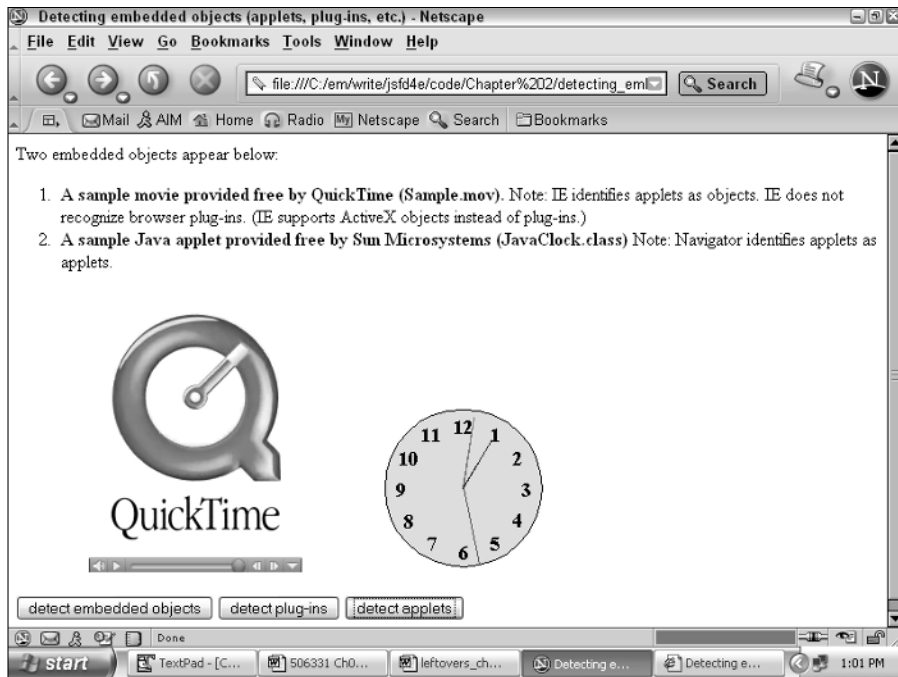 Detecting embedded objects (applets, plug-ins, etc.) - Netscape
File Edit View Go Bookmarks Tools Window Help
file:///C:/em/write/jsfd4e/code/Chapter%202/detecting_eml
Search
N
Mail AIM Home Radio My Netscape Search Bookmarks
Two embedded objects appear below:
1. A sample movie provided free by QuickTime (Sample.mov). Note: IE identifies applets as objects. IE does not
recognize browser plug-ins. (IE supports ActiveX objects instead of plug-ins.)
2. A sample Java applet provided free by Sun Microsystems (JavaClock.class) Note: Navigator identifies applets as
applets.
QuickTime
12
1
2
3
4
5
6
7
8
9
10
11
detect embedded objects detect plug-ins detect applets
Done
start TextPad - [C... 506331 Ch0... leftovers_ch... Detecting e... Detecting e... 1:01 PM